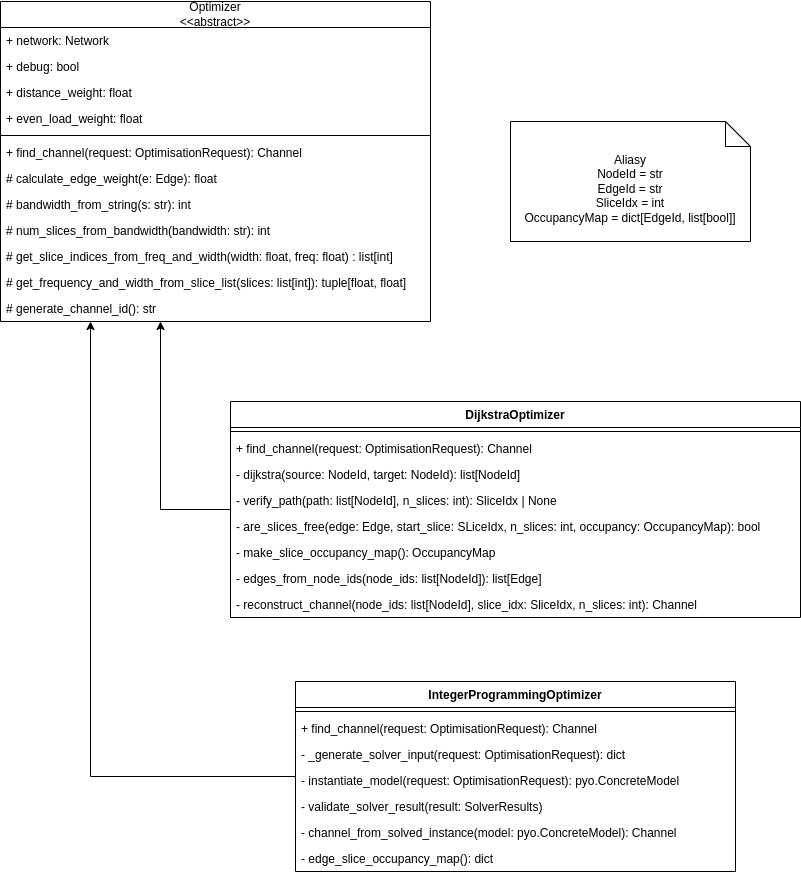 Optimizer
<<abstract>>
+ network: Network
+ debug: bool
+ distance_weight: float
+ even_load_weight: float
+ find_channel(request: OptimisationRequest): Channel
# calculate_edge_weight(e: Edge): float
# bandwidth_from_string(s: str): int
# num_slices_from_bandwidth(bandwidth: str): int
# get_slice_indices_from_freq_and_width(width: float, freq: float) : list[int]
# get_frequency_and_width_from_slice_list(slices: list[int]): tuple[float, float]
# generate_channel_id(): str
Aliasy
NodeId = str
EdgeId = str
SliceIdx = int
OccupancyMap = dict[EdgeId, list[bool]]
DijkstraOptimizer
+ find_channel(request: OptimisationRequest): Channel
- dijkstra(source: NodeId, target: NodeId): list[NodeId]
- verify_path(path: list[NodeId], n_slices: int): SliceIdx | None
- are_slices_free(edge: Edge, start_slice: SLiceIdx, n_slices: int, occupancy: OccupancyMap): bool
- make_slice_occupancy_map(): OccupancyMap
- edges_from_node_ids(node_ids: list[NodeId]): list[Edge]
- reconstruct_channel(node_ids: list[NodeId], slice_idx: SliceIdx, n_slices: int): Channel
IntegerProgrammingOptimizer
+ find_channel(request: OptimisationRequest): Channel
- _generate_solver_input(request: OptimisationRequest): dict
- instantiate_model(request: OptimisationRequest): pyo.ConcreteModel
- validate_solver_result(result: SolverResults)
- channel_from_solved_instance(model: pyo.ConcreteModel): Channel
- edge_slice_occupancy_map(): dict